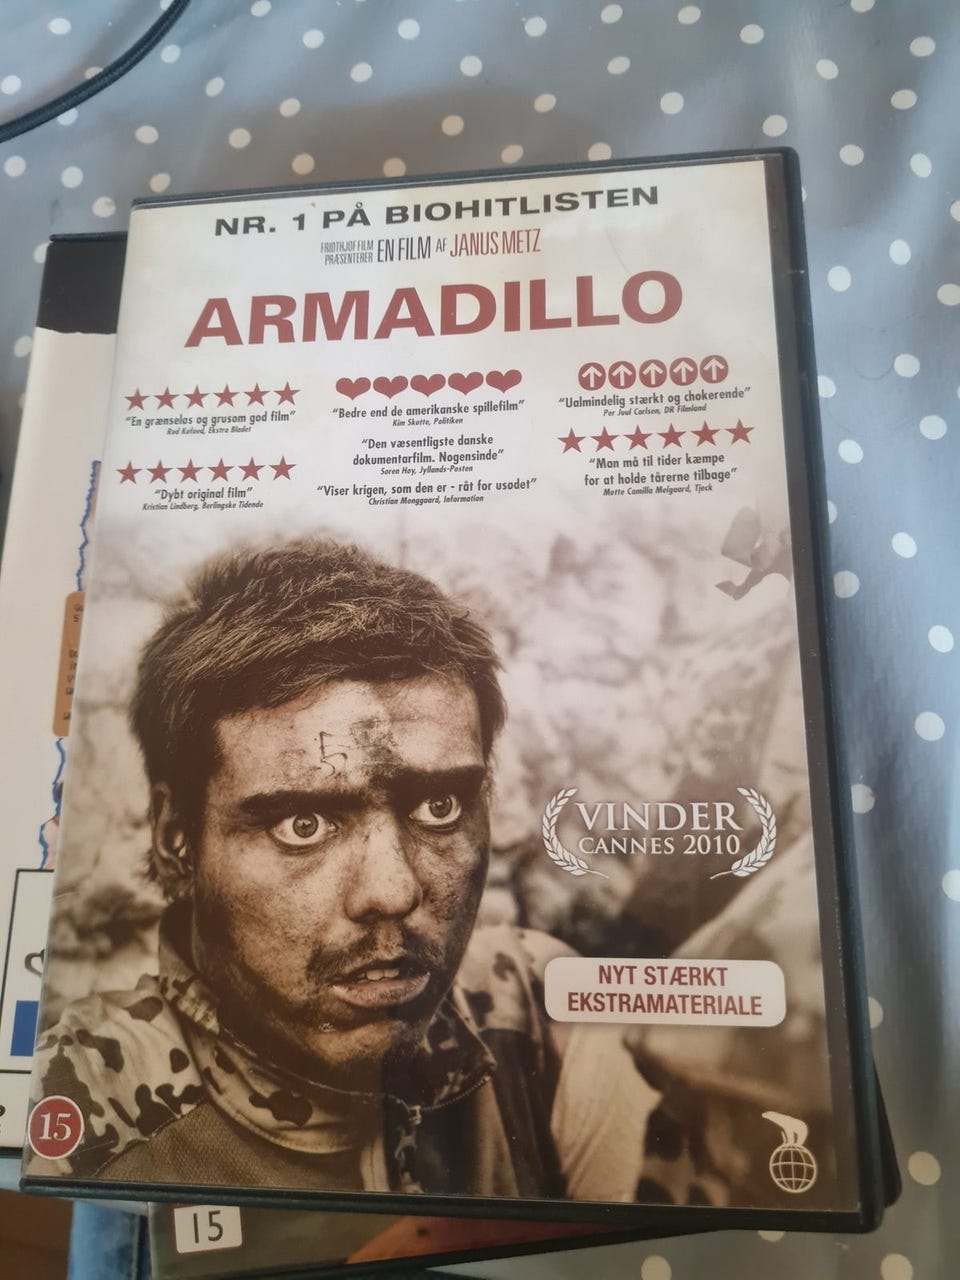 NR. 1 PÅ BIOHITLISTEN
FRIDTHJOF FILM
PRÆSENTERER
EN FILM AF JANUS METZ
ARMADILLO
"En grænseløs og grusom god film"
Rud Kofoed, Ekstra Bladet
"Dybt original film"
Kristian Lindberg, Berlingske Tidende
"Bedre end de amerikanske spillefilm"
Kim Skotte, Politiken
"Den væsentligste danske
dokumentarfilm. Nogensinde"
Søren Høy, Jyllands-Posten
"Viser krigen, som den er - råt for usødet"
Christian Monggaard, Information
"Ualmindelig stærkt og chokerende"
Per Juul Carlsen, DR Filmland
"Man må til tider kæmpe
for at holde tårerne tilbage"
Mette Camilla Melgaard, Tjeck
5
VINDER
CANNES 2010
NYT STÆRKT
EKSTRAMATERIALE
15
15